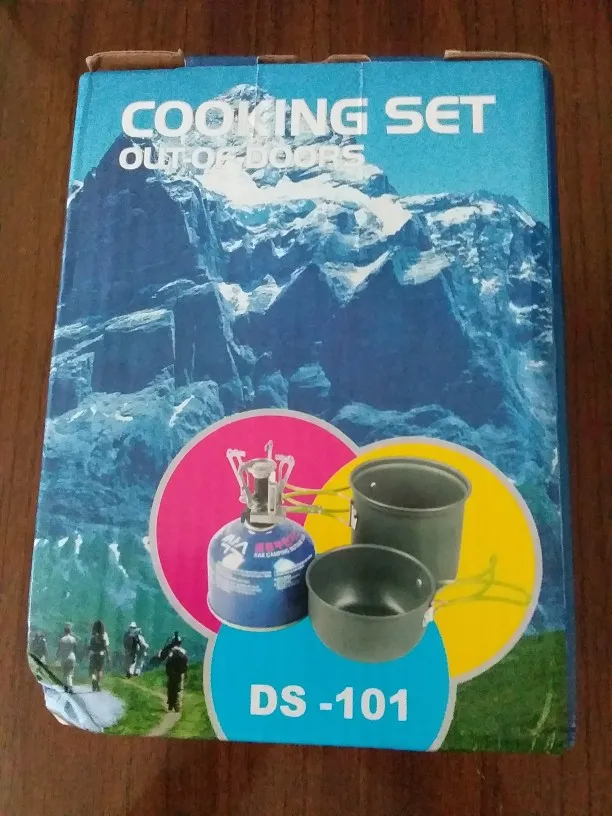 COOKING SET
OUT OF DOORS
DS -101